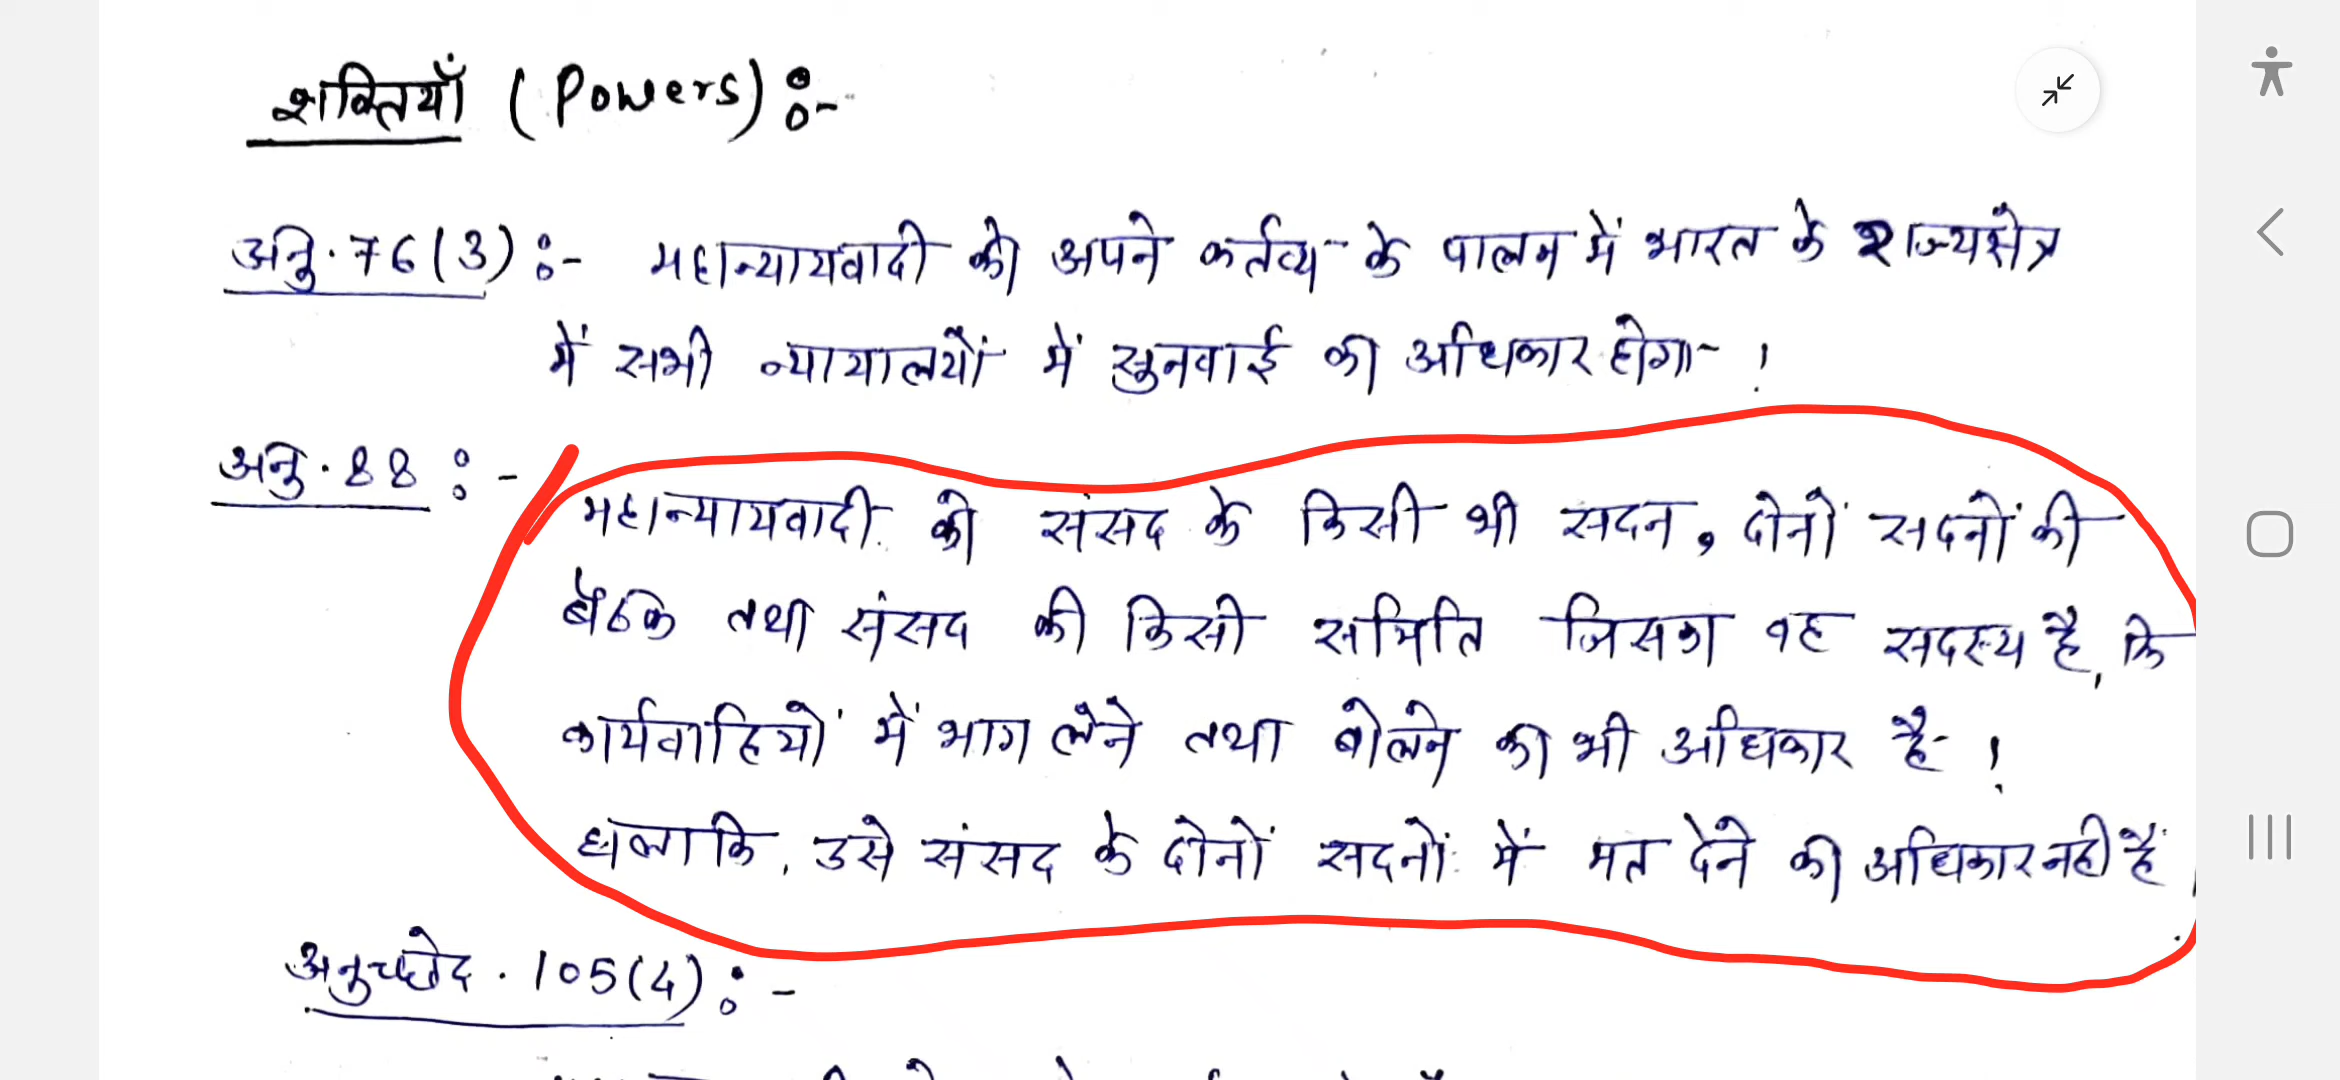 शक्तियाँ (Powers) :-
अनु. 76(3) :- महान्यायवादी को अपने कर्तव्य के पालन में भारत के राज्यक्षेत्र
में सभी न्यायालयों में सुनवाई का अधिकार होगा !
अनु. 88 :-
महान्यायवादी को संसद के किसी भी सदन, दोनों सदनों की
बैठक तथा संसद की किसी समिति जिसका वह सदस्य है, कि
कार्यवाहियों में भाग लेने तथा बोलने का भी अधिकार है !
हालाकि, उसे संसद के दोनों सदनों में मत देने का अधिकार नही है
अनुच्छेद . 105(4) :-